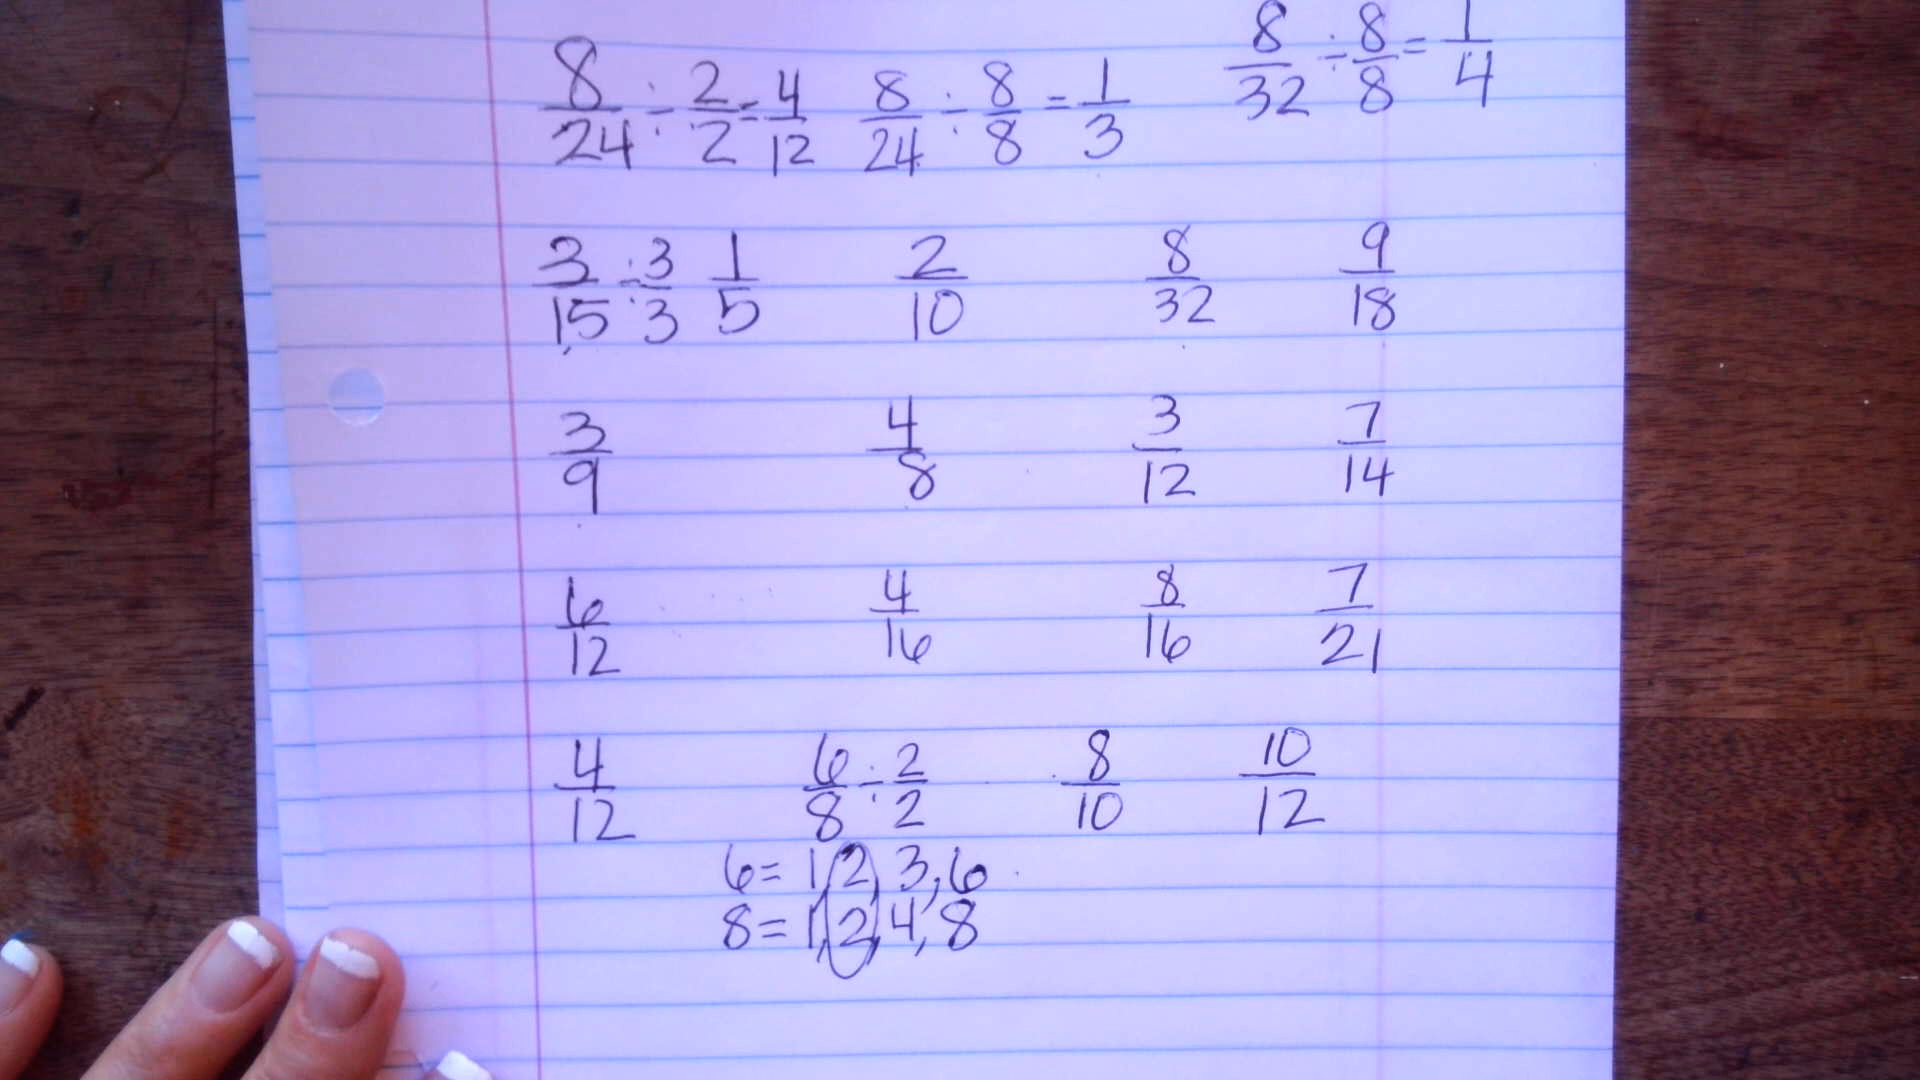 8/24 ÷ 2/2 = 4/12 8/24 ÷ 8/8 = 1/3 8/32 ÷ 8/8 = 1/4
3/15 ÷ 3/3 1/5 2/10 8/32 9/18
3/9 4/8 3/12 7/14
6/12 4/16 8/16 7/21
4/12 6/8 ÷ 2/2 8/10 10/12
6 = 1, 2, 3, 6
8 = 1, 2, 4, 8